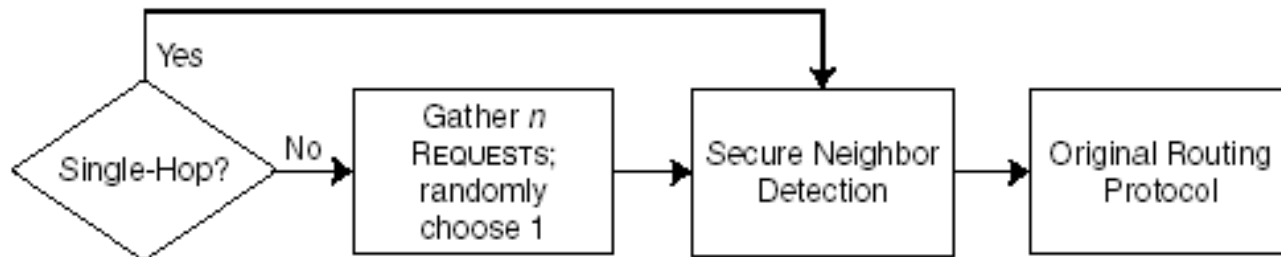 Yes
Single-Hop?
No
Gather n
REQUESTS;
randomly
choose 1
Secure Neighbor
Detection
Original Routing
Protocol